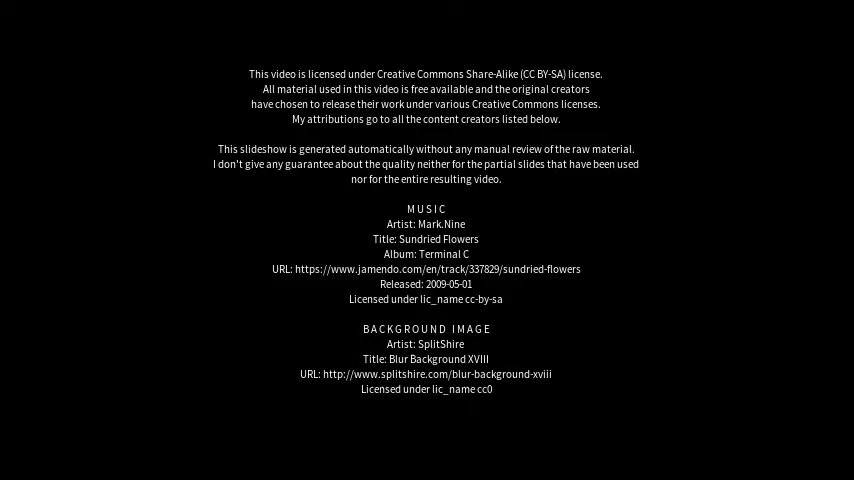 This video is licensed under Creative Commons Share-Alike (CC BY-SA) license.
All material used in this video is free available and the original creators
have chosen to release their work under various Creative Commons licenses.
My attributions go to all the content creators listed below.
This slideshow is generated automatically without any manual review of the raw material.
I don't give any guarantee about the quality neither for the partial slides that have been used
nor for the entire resulting video.
MUSIC
Artist: Mark.Nine
Title: Sundried Flowers
Album: Terminal C
URL: https://www.jamendo.com/en/track/337829/sundried-flowers
Released: 2009-05-01
Licensed under lic_name cc-by-sa
BACKGROUND IMAGE
Artist: SplitShire
Title: Blur Background XVIII
URL: http://www.splitshire.com/blur-background-xviii
Licensed under lic_name cc0